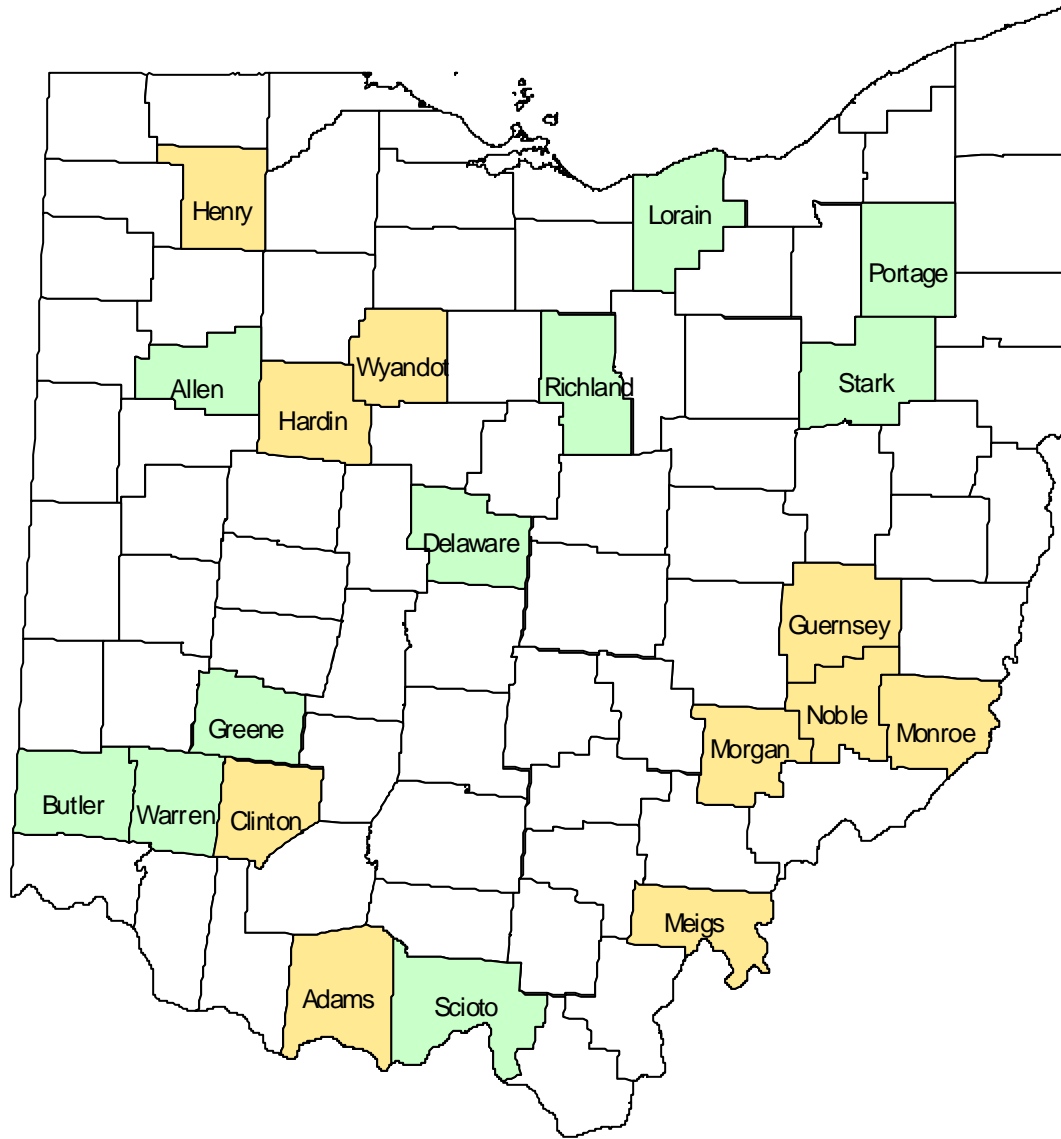 Henry
Lorain
Portage
Wyandot
Allen
Richland
Stark
Hardin
Delaware
Guernsey
Noble
Greene
Monroe
Morgan
Butler
Warren
Clinton
Meigs
Adams
Scioto